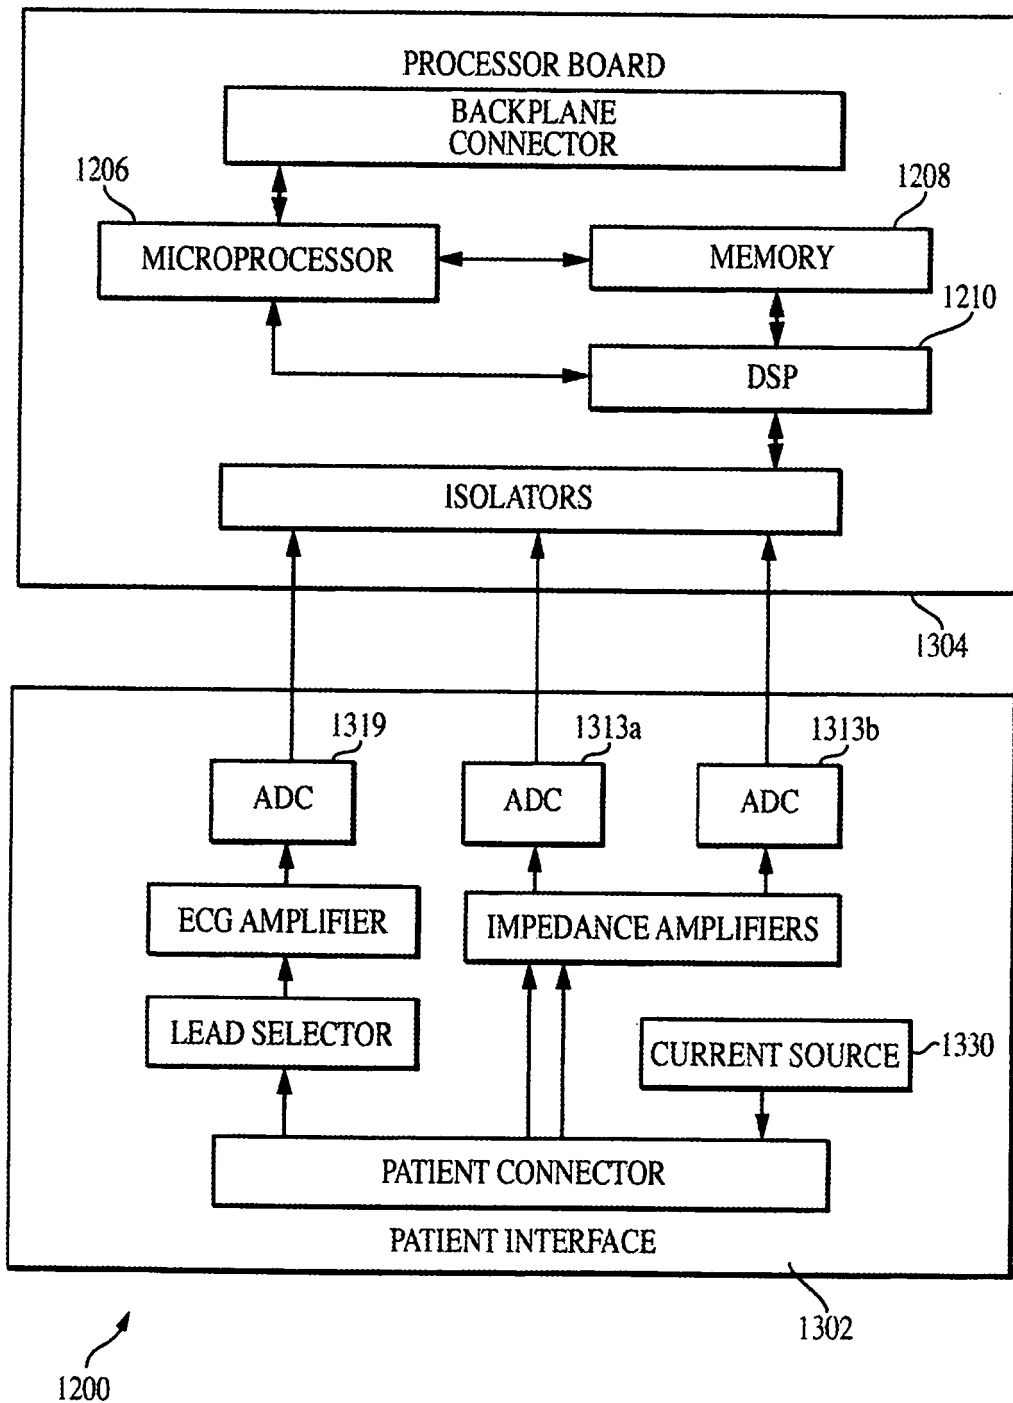 PROCESSOR BOARD
BACKPLANE
CONNECTOR
1206
1208
MICROPROCESSOR
MEMORY
1210
DSP
ISOLATORS
1304
1319
1313a
1313b
ADC
ADC
ADC
ECG AMPLIFIER
IMPEDANCE AMPLIFIERS
LEAD SELECTOR
CURRENT SOURCE
1330
PATIENT CONNECTOR
PATIENT INTERFACE
1302
1200